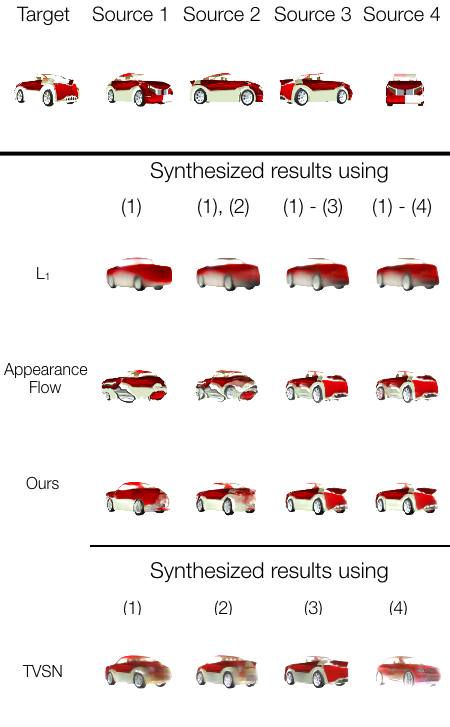 Target Source 1 Source 2 Source 3 Source 4
Synthesized results using
(1) (1), (2) (1) - (3) (1) - (4)
L₁
Appearance
Flow
Ours
Synthesized results using
(1) (2) (3) (4)
TVSN